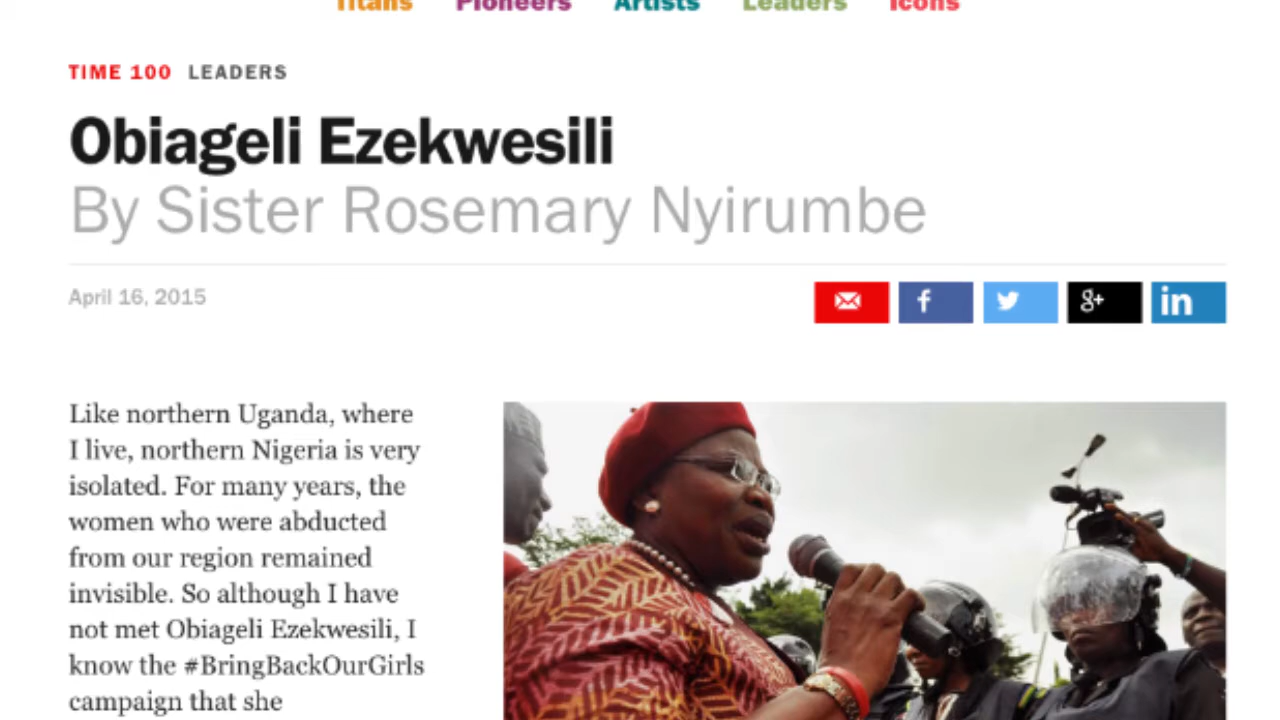 Titans Pioneers Artists Leaders Icons
TIME 100 LEADERS
Obiageli Ezekwesili
By Sister Rosemary Nyirumbe
April 16, 2015
f g+ in
Like northern Uganda, where
I live, northern Nigeria is very
isolated. For many years, the
women who were abducted
from our region remained
invisible. So although I have
not met Obiageli Ezekwesili, I
know the #BringBackOurGirls
campaign that she